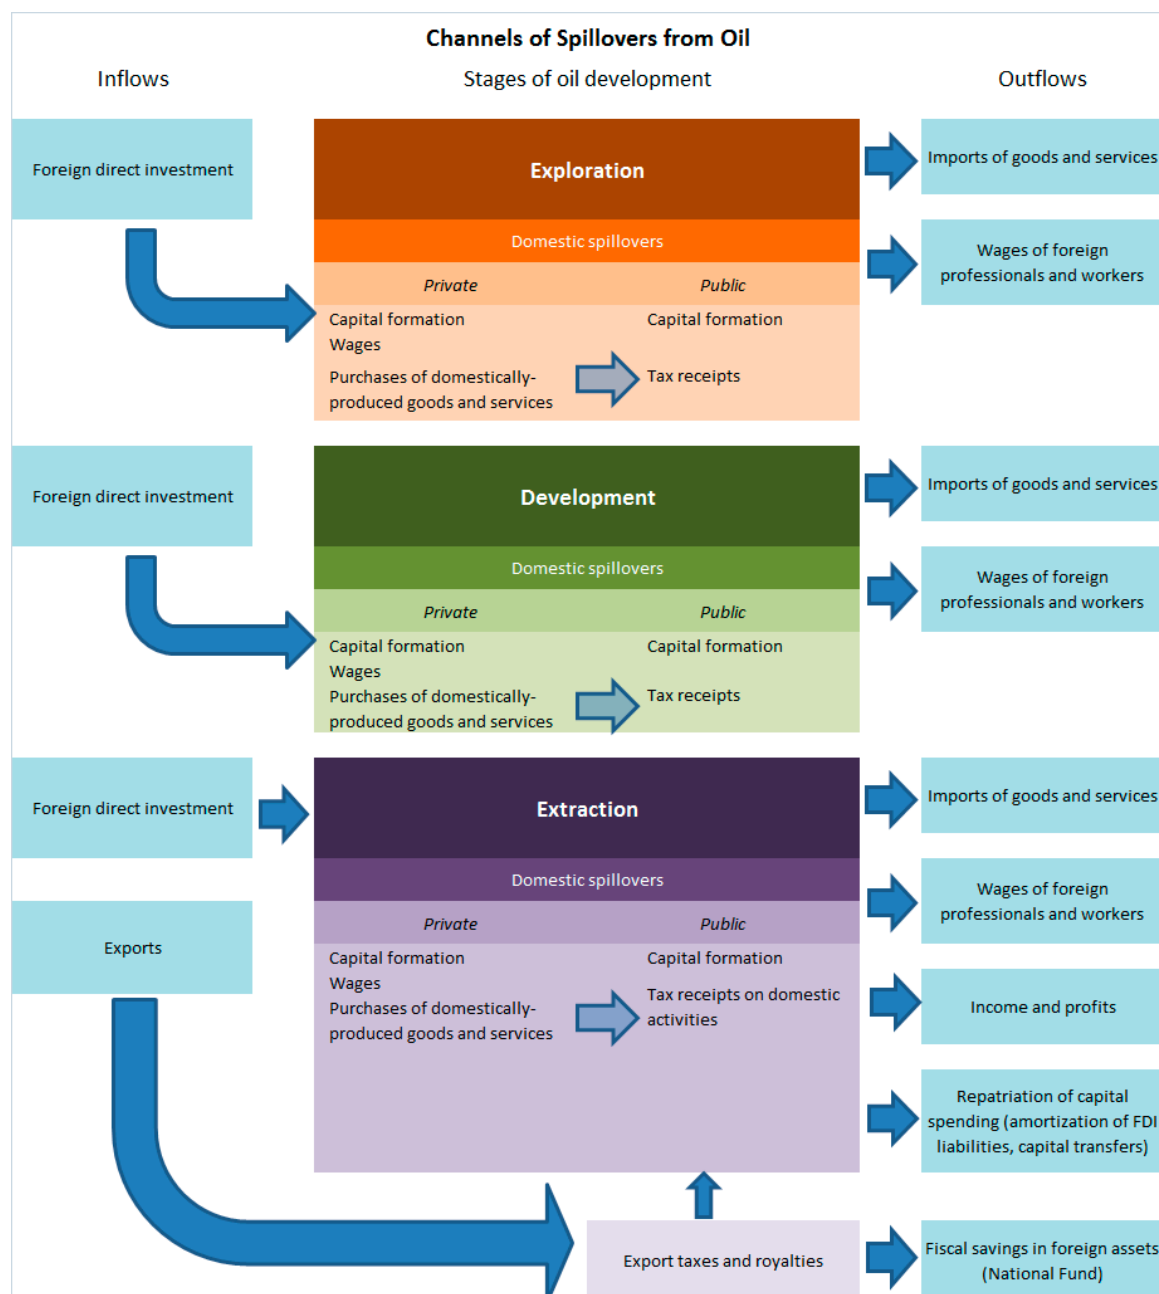 Channels of Spillovers from Oil
Inflows
Stages of oil development
Outflows
Foreign direct investment
Exploration
Imports of goods and services
Domestic spillovers
Wages of foreign
professionals and workers
Private
Public
Capital formation
Wages
Purchases of domestically-
produced goods and services
Capital formation
Tax receipts
Foreign direct investment
Development
Imports of goods and services
Domestic spillovers
Wages of foreign
professionals and workers
Private
Public
Capital formation
Wages
Purchases of domestically-
produced goods and services
Capital formation
Tax receipts
Foreign direct investment
Extraction
Imports of goods and services
Domestic spillovers
Wages of foreign
professionals and workers
Exports
Private
Public
Capital formation
Wages
Purchases of domestically-
produced goods and services
Capital formation
Tax receipts on domestic
activities
Income and profits
Repatriation of capital
spending (amortization of FDI
liabilities, capital transfers)
Export taxes and royalties
Fiscal savings in foreign assets
(National Fund)